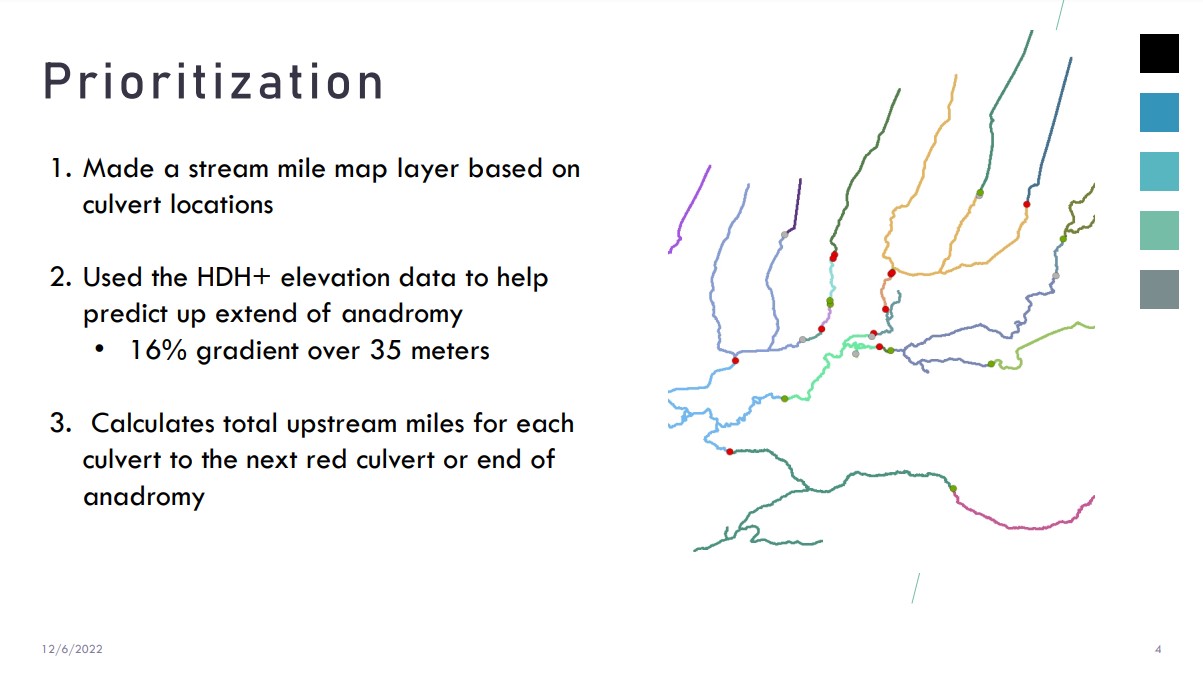 Prioritization
1. Made a stream mile map layer based on
culvert locations
2. Used the HDH+ elevation data to help
predict up extend of anadromy
• 16% gradient over 35 meters
3. Calculates total upstream miles for each
culvert to the next red culvert or end of
anadromy
12/6/2022
4